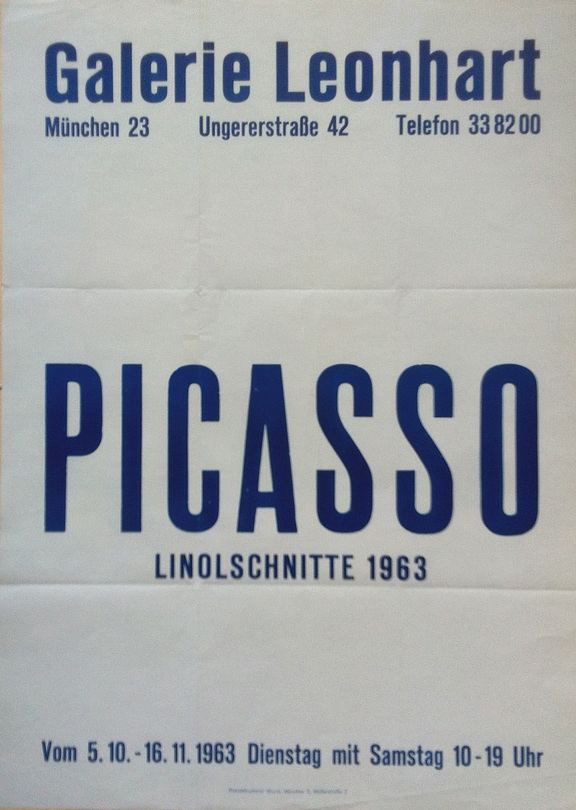 Galerie Leonhart
München 23 Ungererstraße 42 Telefon 33 82 00
PICASSO
LINOLSCHNITTE 1963
Vom 5. 10. - 16. 11. 1963 Dienstag mit Samstag 10 - 19 Uhr